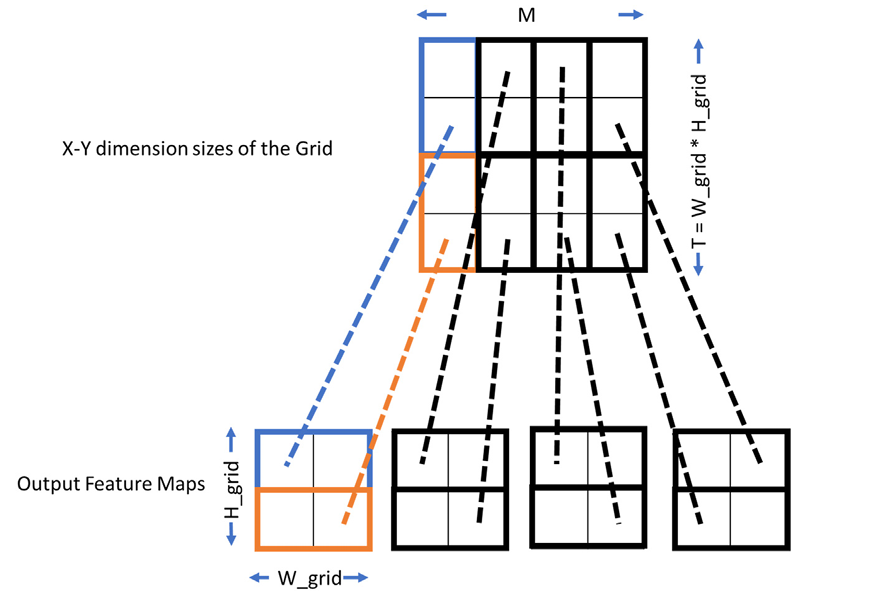 M
X-Y dimension sizes of the Grid
T = W_grid * H_grid
Output Feature Maps
H_grid
W_grid